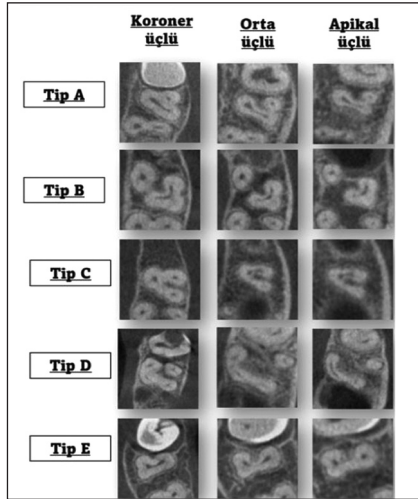 Koroner Orta Apikal
üçlü üçlü üçlü
Tip A
Tip B
Tip C
Tip D
Tip E